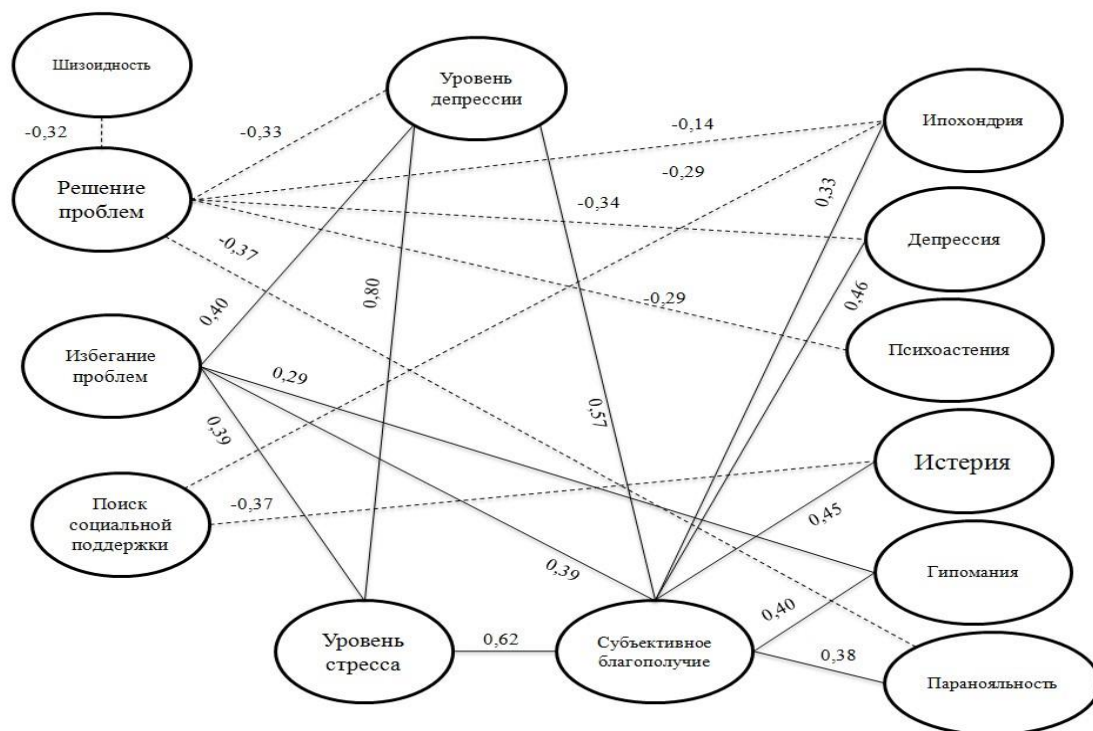 Шизоидность
Уровень
депрессии
-0,32
-0,33
-0,14
Ипохондрия
Решение
проблем
-0,29
0,33
-0,34
-0,37
Депрессия
0,80
0,46
-0,29
0,40
Избегание
проблем
Психоастения
0,29
0,57
0,39
Истерия
Поиск
социальной
поддержки
-0,37
0,45
0,39
Гипомания
0,40
Уровень
стресса
0,62
Субъективное
благополучие
0,38
Паранояльность